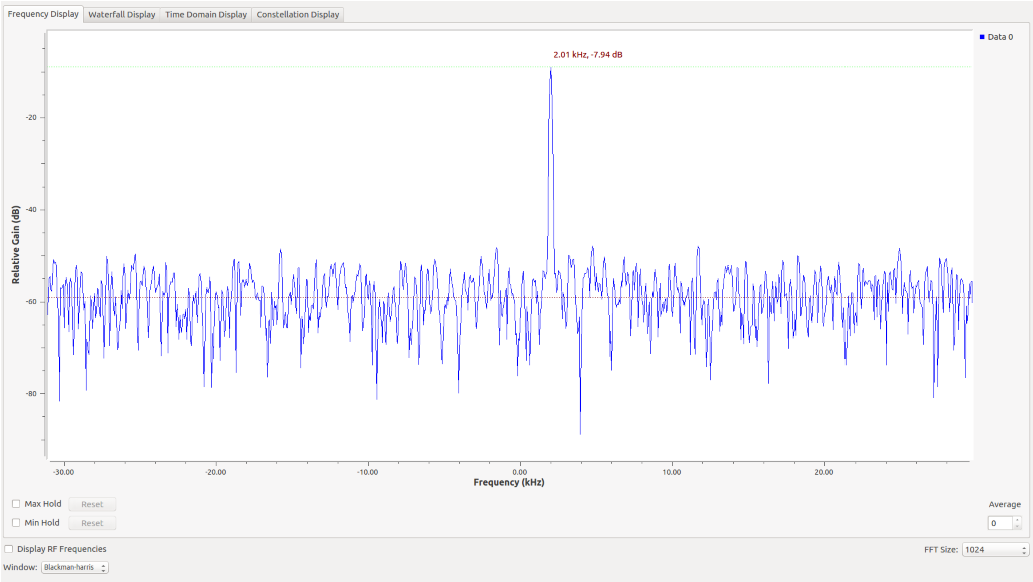 Frequency Display Waterfall Display Time Domain Display Constellation Display
Data 0
2.01 kHz, -7.94 dB
-20
-40
-60
-80
Relative Gain (dB)
-30.00 -20.00 -10.00 0.00 10.00 20.00
Frequency (kHz)
Max Hold Reset
Average
Min Hold Reset
0
Display RF Frequencies
FFT Size: 1024
Window: Blackman-harris